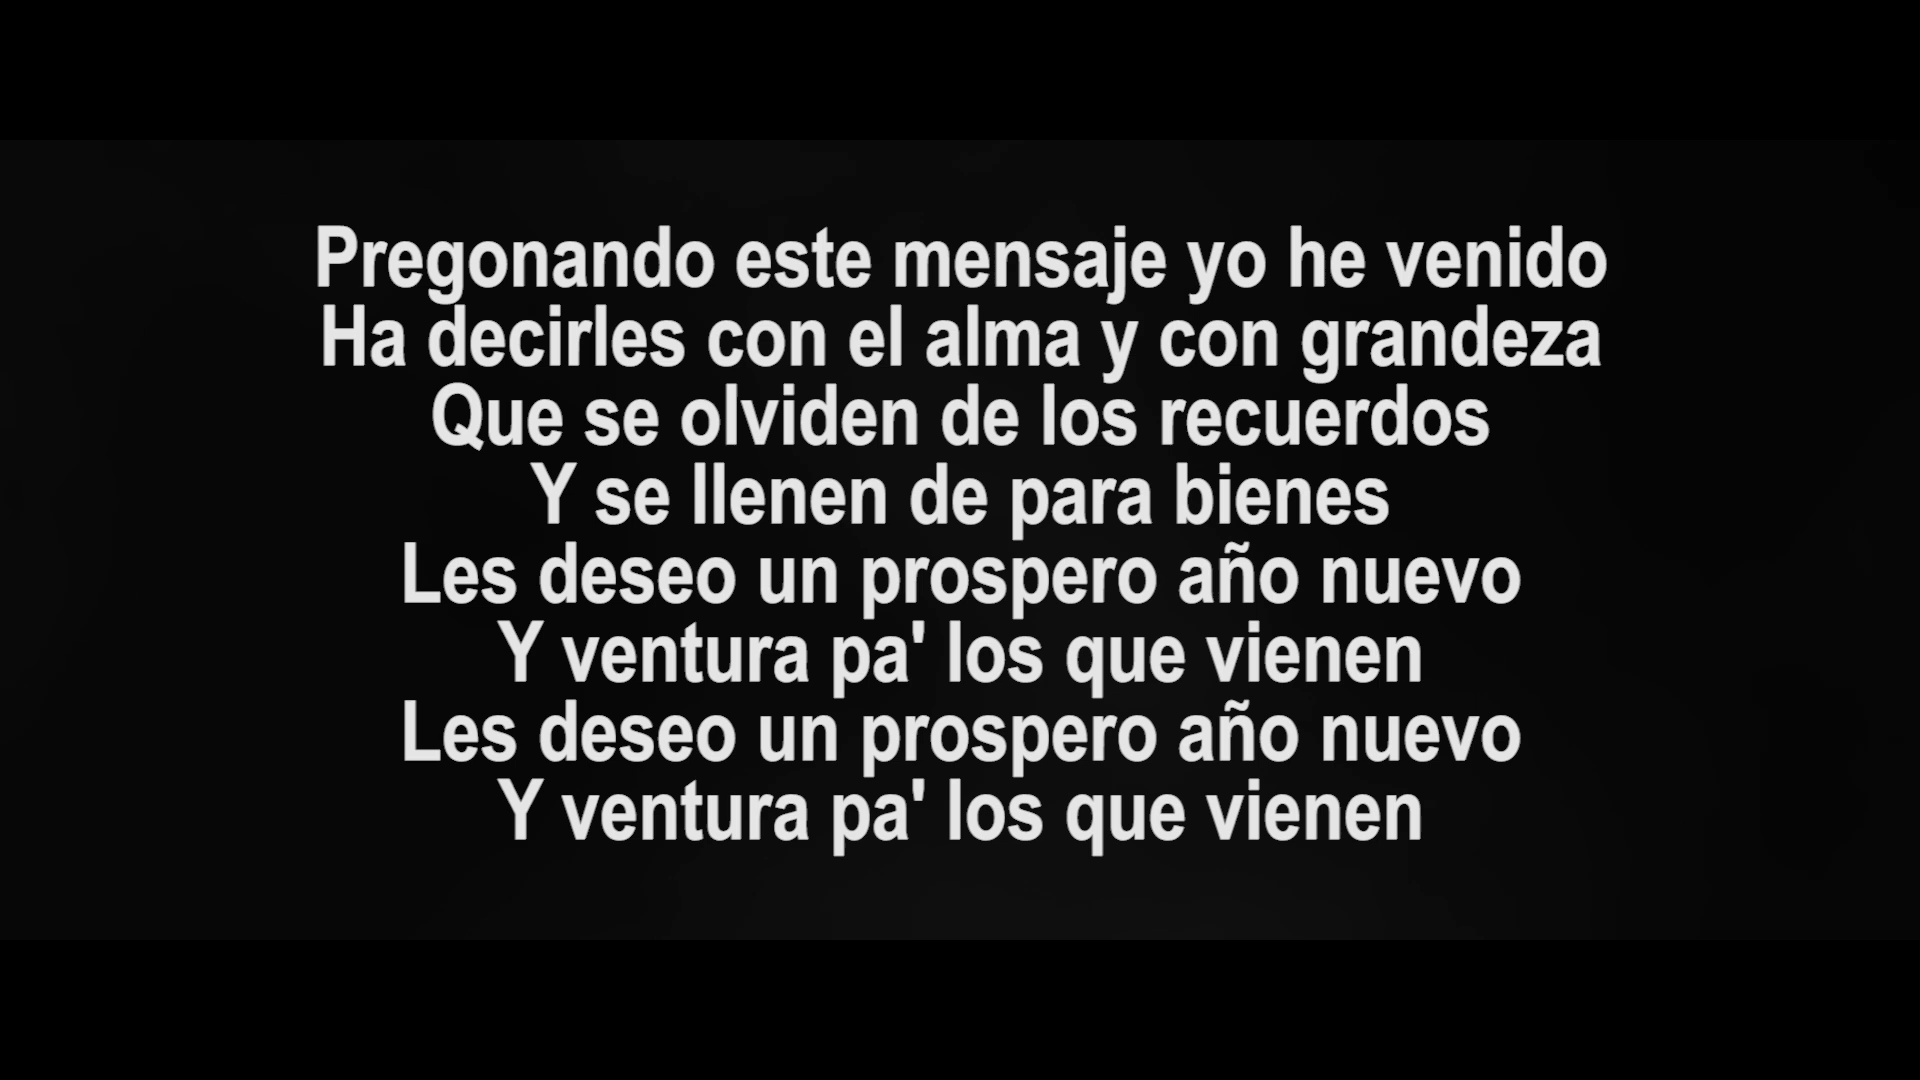 Pregonando este mensaje yo he venido
Ha decirles con el alma y con grandeza
Que se olviden de los recuerdos
Y se llenen de para bienes
Les deseo un prospero año nuevo
Y ventura pa' los que vienen
Les deseo un prospero año nuevo
Y ventura pa' los que vienen